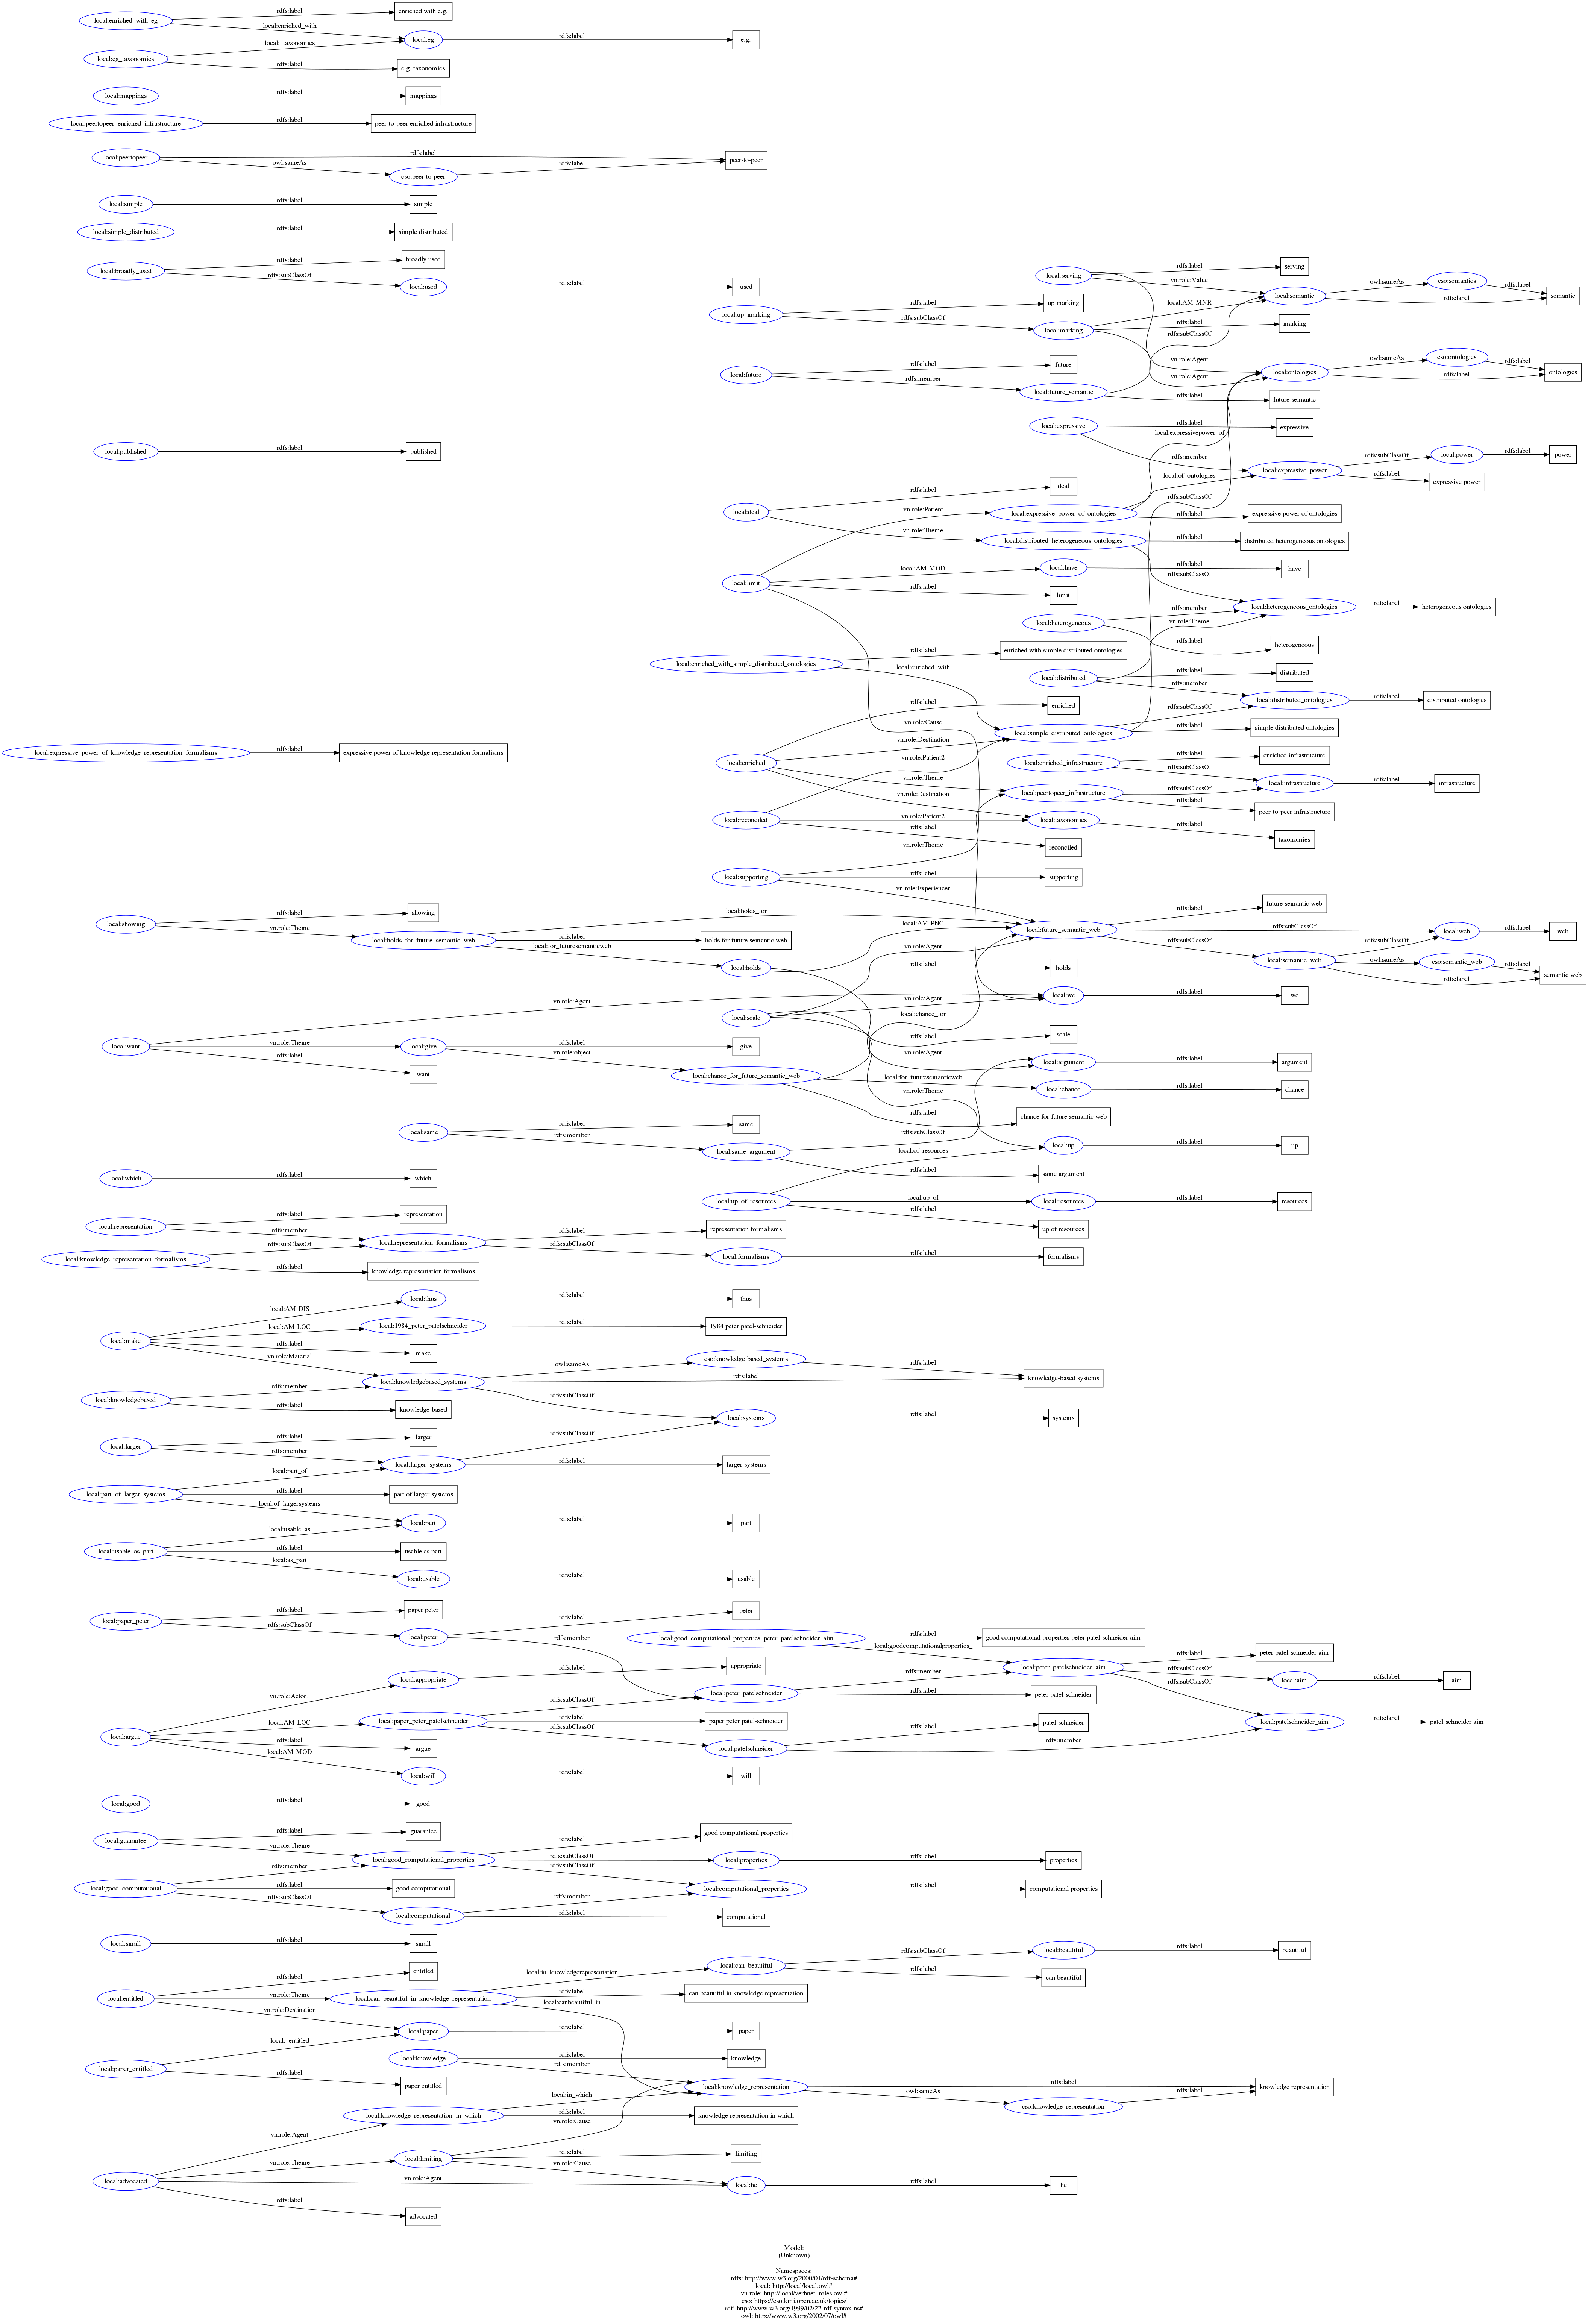 local:enriched_with_eg
rdfs:label
enriched with e.g.
local:enriched_with
local:eg
rdfs:label
e.g.
local:_taxonomies
local:eg_taxonomies
rdfs:label
e.g. taxonomies
local:mappings
rdfs:label
mappings
local:peertopeer_enriched_infrastructure
rdfs:label
peer-to-peer enriched infrastructure
local:peertopeer
rdfs:label
peer-to-peer
owl:sameAs
cso:peer-to-peer
rdfs:label
local:simple
rdfs:label
simple
local:simple_distributed
rdfs:label
simple distributed
local:broadly_used
rdfs:label
broadly used
rdfs:subClassOf
local:used
rdfs:label
used
local:serving
rdfs:label
serving
vn.role:Value
local:semantic
owl:sameAs
cso:semantics
rdfs:label
semantic
rdfs:label
local:up_marking
rdfs:label
up marking
rdfs:subClassOf
local:marking
local:AM-MNR
rdfs:label
marking
rdfs:subClassOf
vn.role:Agent
vn.role:Agent
local:ontologies
owl:sameAs
cso:ontologies
rdfs:label
ontologies
rdfs:label
local:future
rdfs:label
future
rdfs:member
local:future_semantic
rdfs:label
future semantic
local:expressive
rdfs:label
expressive
local:expressivepower_of
rdfs:member
local:published
rdfs:label
published
local:expressive_power
rdfs:subClassOf
local:power
rdfs:label
power
rdfs:label
expressive power
local:of_ontologies
rdfs:subClassOf
local:deal
rdfs:label
deal
vn.role:Patient
local:expressive_power_of_ontologies
rdfs:label
expressive power of ontologies
vn.role:Theme
local:distributed_heterogeneous_ontologies
rdfs:label
distributed heterogeneous ontologies
rdfs:subClassOf
local:limit
local:AM-MOD
local:have
rdfs:label
have
rdfs:label
limit
local:heterogeneous
rdfs:member
vn.role:Theme
local:heterogeneous_ontologies
rdfs:label
heterogeneous ontologies
rdfs:label
heterogeneous
local:enriched_with_simple_distributed_ontologies
rdfs:label
enriched with simple distributed ontologies
local:enriched_with
local:distributed
rdfs:label
distributed
rdfs:member
local:distributed_ontologies
rdfs:label
distributed ontologies
rdfs:label
enriched
vn.role:Cause
local:simple_distributed_ontologies
rdfs:subClassOf
rdfs:label
simple distributed ontologies
local:expressive_power_of_knowledge_representation_formalisms
rdfs:label
expressive power of knowledge representation formalisms
local:enriched
vn.role:Destination
vn.role:Patient2
vn.role:Theme
vn.role:Destination
local:enriched_infrastructure
rdfs:label
enriched infrastructure
rdfs:subClassOf
local:infrastructure
rdfs:label
infrastructure
local:peertopeer_infrastructure
rdfs:subClassOf
rdfs:label
peer-to-peer infrastructure
local:reconciled
vn.role:Patient2
local:taxonomies
rdfs:label
taxonomies
rdfs:label
reconciled
vn.role:Theme
local:supporting
rdfs:label
supporting
vn.role:Experiencer
local:showing
rdfs:label
showing
vn.role:Theme
local:holds_for_future_semantic_web
local:holds_for
rdfs:label
holds for future semantic web
local:for_futuresemanticweb
local:holds
local:AM-PNC
vn.role:Agent
rdfs:label
holds
local:future_semantic_web
rdfs:label
future semantic web
rdfs:subClassOf
local:web
rdfs:label
web
rdfs:subClassOf
local:semantic_web
rdfs:subClassOf
owl:sameAs
cso:semantic_web
rdfs:label
semantic web
rdfs:label
vn.role:Agent
local:scale
vn.role:Agent
local:we
rdfs:label
we
local:chance_for
rdfs:label
scale
vn.role:Agent
local:want
vn.role:Theme
local:give
rdfs:label
give
rdfs:label
want
vn.role:object
local:chance_for_future_semantic_web
local:argument
rdfs:label
argument
local:for_futuresemanticweb
local:chance
rdfs:label
chance
vn.role:Theme
rdfs:label
chance for future semantic web
local:same
rdfs:label
same
rdfs:member
local:same_argument
rdfs:subClassOf
rdfs:label
same argument
local:of_resources
local:up
rdfs:label
up
local:which
rdfs:label
which
local:up_of_resources
local:up_of
local:resources
rdfs:label
resources
rdfs:label
up of resources
local:representation
rdfs:label
representation
rdfs:member
local:representation_formalisms
rdfs:label
representation formalisms
rdfs:subClassOf
local:formalisms
rdfs:label
formalisms
local:knowledge_representation_formalisms
rdfs:subClassOf
rdfs:label
knowledge representation formalisms
local:make
local:AM-DIS
local:thus
rdfs:label
thus
local:AM-LOC
local:1984_peter_patelschneider
rdfs:label
1984 peter patel-schneider
rdfs:label
make
vn.role:Material
local:knowledgebased_systems
owl:sameAs
cso:knowledge-based_systems
rdfs:label
knowledge-based systems
rdfs:label
rdfs:subClassOf
local:knowledgebased
rdfs:member
rdfs:label
knowledge-based
local:systems
rdfs:label
systems
local:larger
rdfs:label
larger
rdfs:member
local:larger_systems
rdfs:subClassOf
rdfs:label
larger systems
local:part_of_larger_systems
local:part_of
rdfs:label
part of larger systems
local:of_largersystems
local:part
rdfs:label
part
local:usable_as_part
local:usable_as
rdfs:label
usable as part
local:as_part
local:usable
rdfs:label
usable
local:paper_peter
rdfs:label
paper peter
rdfs:subClassOf
local:peter
rdfs:label
peter
rdfs:member
local:good_computational_properties_peter_patelschneider_aim
rdfs:label
good computational properties peter patel-schneider aim
local:goodcomputationalproperties_
local:peter_patelschneider_aim
rdfs:label
peter patel-schneider aim
rdfs:subClassOf
local:aim
rdfs:label
aim
rdfs:subClassOf
local:appropriate
rdfs:label
appropriate
rdfs:member
local:peter_patelschneider
rdfs:label
peter patel-schneider
vn.role:Actor1
local:argue
local:AM-LOC
local:paper_peter_patelschneider
rdfs:subClassOf
rdfs:label
paper peter patel-schneider
rdfs:subClassOf
local:patelschneider
rdfs:label
patel-schneider
rdfs:member
local:patelschneider_aim
rdfs:label
patel-schneider aim
rdfs:label
argue
local:AM-MOD
local:will
rdfs:label
will
local:good
rdfs:label
good
local:guarantee
rdfs:label
guarantee
vn.role:Theme
local:good_computational_properties
rdfs:label
good computational properties
rdfs:subClassOf
local:properties
rdfs:label
properties
rdfs:subClassOf
local:good_computational
rdfs:member
rdfs:label
good computational
rdfs:subClassOf
local:computational
rdfs:member
local:computational_properties
rdfs:label
computational properties
rdfs:label
computational
local:small
rdfs:label
small
local:entitled
rdfs:label
entitled
vn.role:Theme
local:can_beautiful_in_knowledge_representation
local:in_knowledgerepresentation
local:can_beautiful
rdfs:subClassOf
local:beautiful
rdfs:label
beautiful
rdfs:label
can beautiful
rdfs:label
can beautiful in knowledge representation
local:canbeautiful_in
vn.role:Destination
local:paper
rdfs:label
paper
local:paper_entitled
local:_entitled
rdfs:label
paper entitled
local:knowledge
rdfs:label
knowledge
rdfs:member
local:knowledge_representation
rdfs:label
knowledge representation
owl:sameAs
cso:knowledge_representation
rdfs:label
local:knowledge_representation_in_which
local:in_which
rdfs:label
knowledge representation in which
vn.role:Cause
local:advocated
vn.role:Agent
vn.role:Theme
local:limiting
rdfs:label
limiting
vn.role:Cause
vn.role:Agent
local:he
rdfs:label
he
rdfs:label
advocated
Model:
(Unknown)
Namespaces:
rdfs: http://www.w3.org/2000/01/rdf-schema#
local: http://local/local.owl#
vn.role: http://local/verbnet_roles.owl#
cso: https://cso.kmi.open.ac.uk/topics/
rdf: http://www.w3.org/1999/02/22-rdf-syntax-ns#
owl: http://www.w3.org/2002/07/owl#